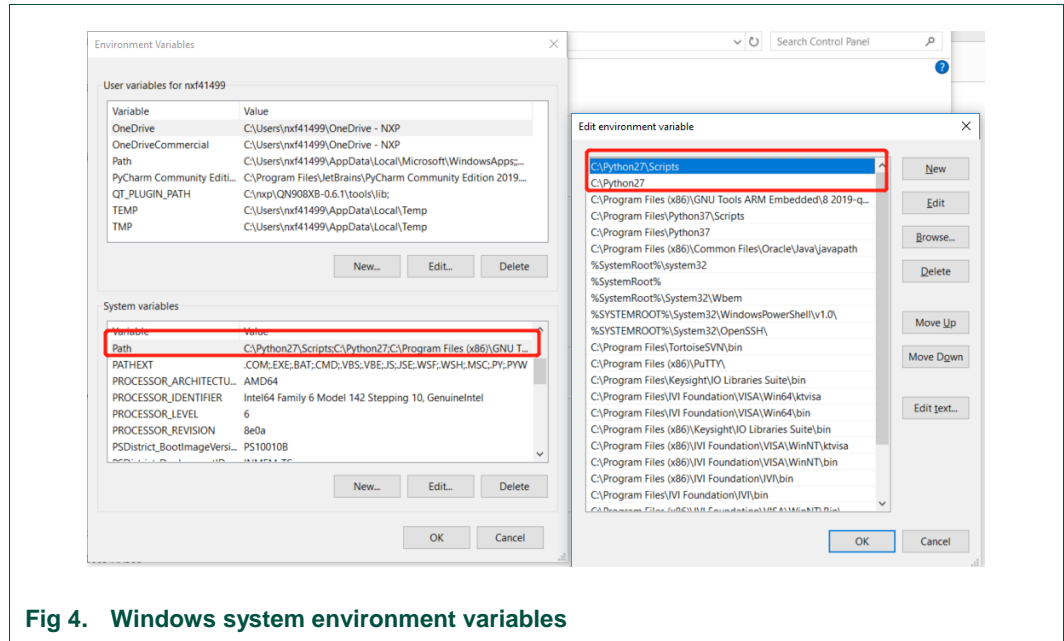 Environment Variables
User variables for nxf41499
Variable Value
OneDrive C:\Users\nxf41499\OneDrive - NXP
OneDriveCommercial C:\Users\nxf41499\OneDrive - NXP
Path C:\Users\nxf41499\AppData\Local\Microsoft\WindowsApps;;...
PyCharm Community Editi... C:\Program Files\JetBrains\PyCharm Community Edition 2019....
QT_PLUGIN_PATH C:\nxp\QN908XB-0.6.1\tools\lib;
TEMP C:\Users\nxf41499\AppData\Local\Temp
TMP C:\Users\nxf41499\AppData\Local\Temp
New... Edit... Delete
System variables
Variable Value
Path C:\Python27\Scripts;C:\Python27;C:\Program Files (x86)\GNU T...
PATHEXT .COM;.EXE;.BAT;.CMD;.VBS;.VBE;.JS;.JSE;.WSF;.WSH;.MSC;.PY;.PYW
PROCESSOR_ARCHITECTU... AMD64
PROCESSOR_IDENTIFIER Intel64 Family 6 Model 142 Stepping 10, GenuineIntel
PROCESSOR_LEVEL 6
PROCESSOR_REVISION 8e0a
PSDistrict_BootImageVersi... PS10010B
New... Edit... Delete
OK Cancel
Search Control Panel
Edit environment variable
C:\Python27\Scripts
C:\Python27
C:\Program Files (x86)\GNU Tools ARM Embedded\8 2019-q...
C:\Program Files\Python37\Scripts
C:\Program Files\Python37
C:\Program Files (x86)\Common Files\Oracle\Java\javapath
%SystemRoot%\system32
%SystemRoot%
%SystemRoot%\System32\Wbem
%SYSTEMROOT%\System32\WindowsPowerShell\v1.0\
%SYSTEMROOT%\System32\OpenSSH\
C:\Program Files\TortoiseSVN\bin
C:\Program Files (x86)\PuTTY\
C:\Program Files\Keysight\IO Libraries Suite\bin
C:\Program Files\IVI Foundation\VISA\Win64\ktvisa
C:\Program Files\IVI Foundation\VISA\Win64\bin
C:\Program Files (x86)\Keysight\IO Libraries Suite\bin
C:\Program Files (x86)\IVI Foundation\VISA\WinNT\ktvisa
C:\Program Files (x86)\IVI Foundation\VISA\WinNT\bin
C:\Program Files (x86)\IVI Foundation\IVI\bin
C:\Program Files\IVI Foundation\IVI\bin
C:\Program Files (x86)\IVI Foundation\VISA\WinNT\Bin\
New
Edit
Browse...
Delete
Move Up
Move Down
Edit text...
OK Cancel
Fig 4. Windows system environment variables